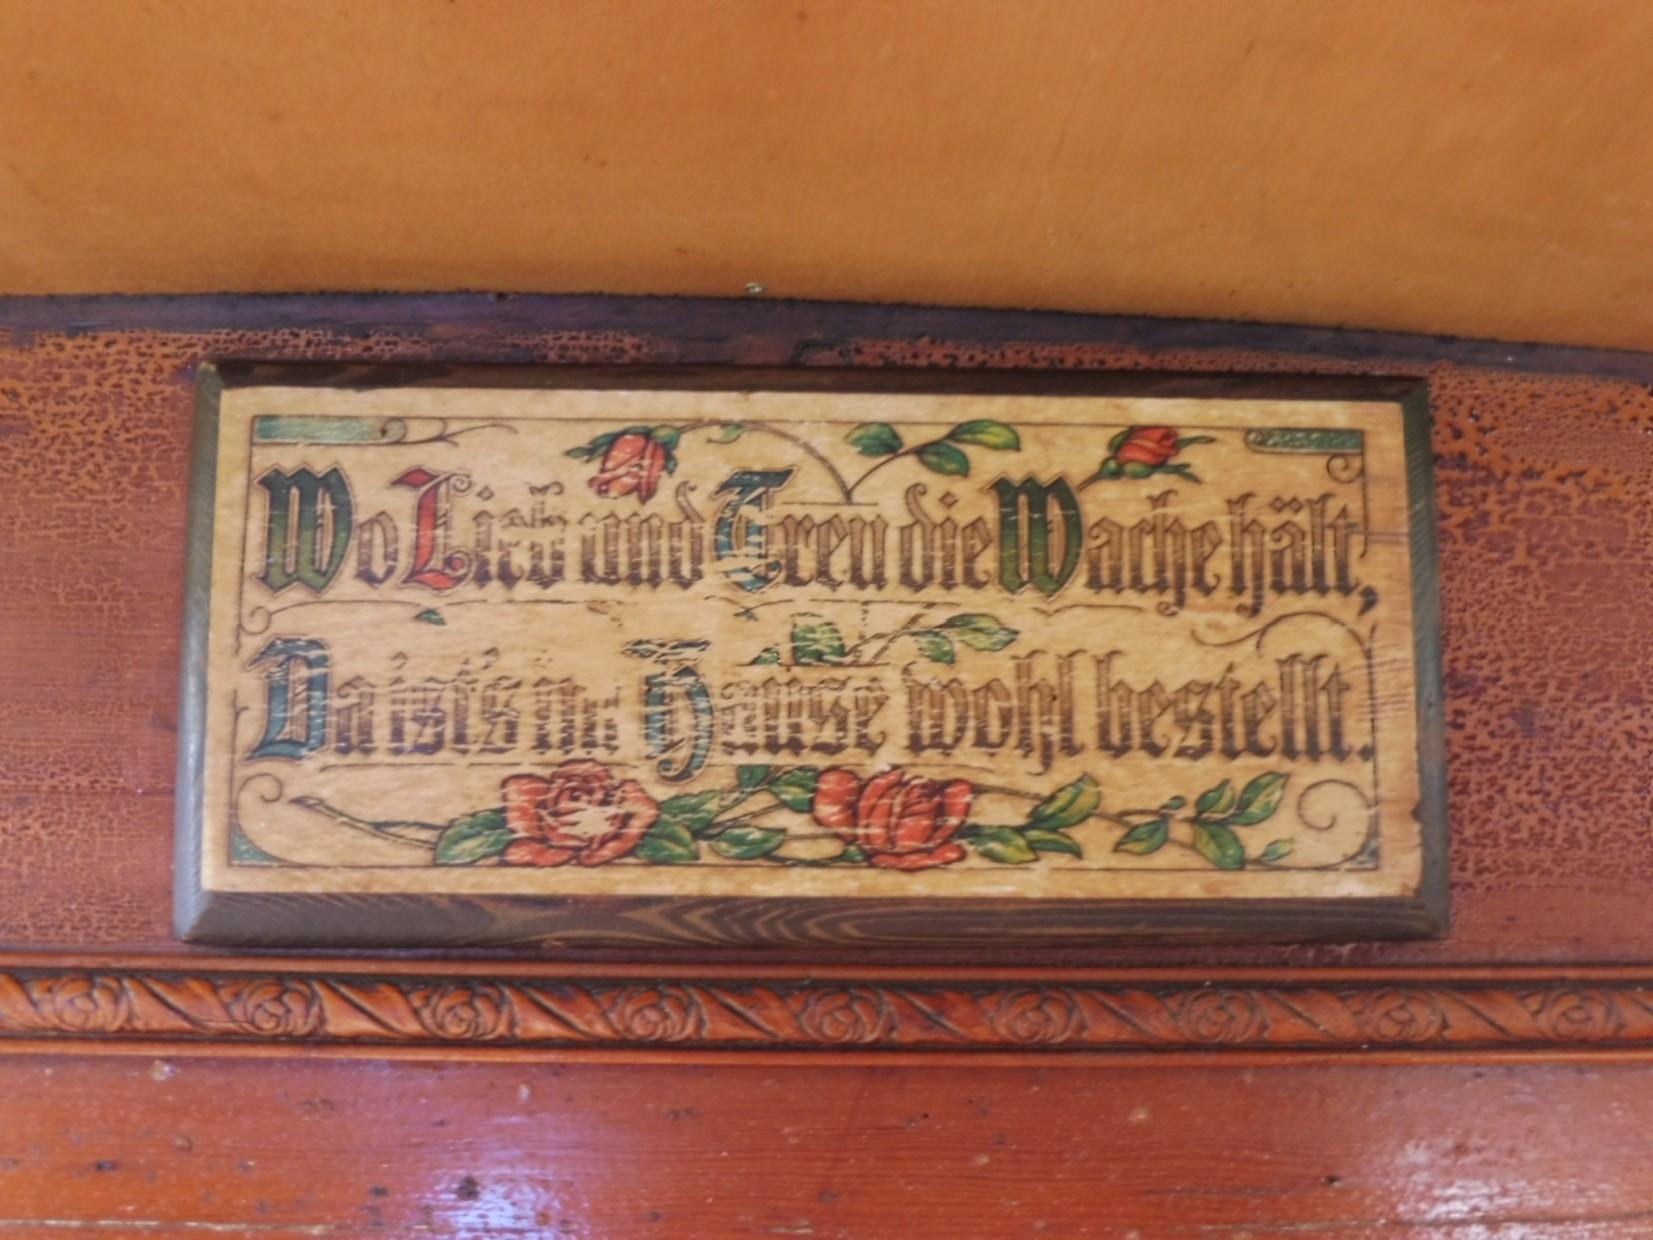 Wo Lieb und Treu die Wache hält,
Da ist's im Hause wohl bestellt.